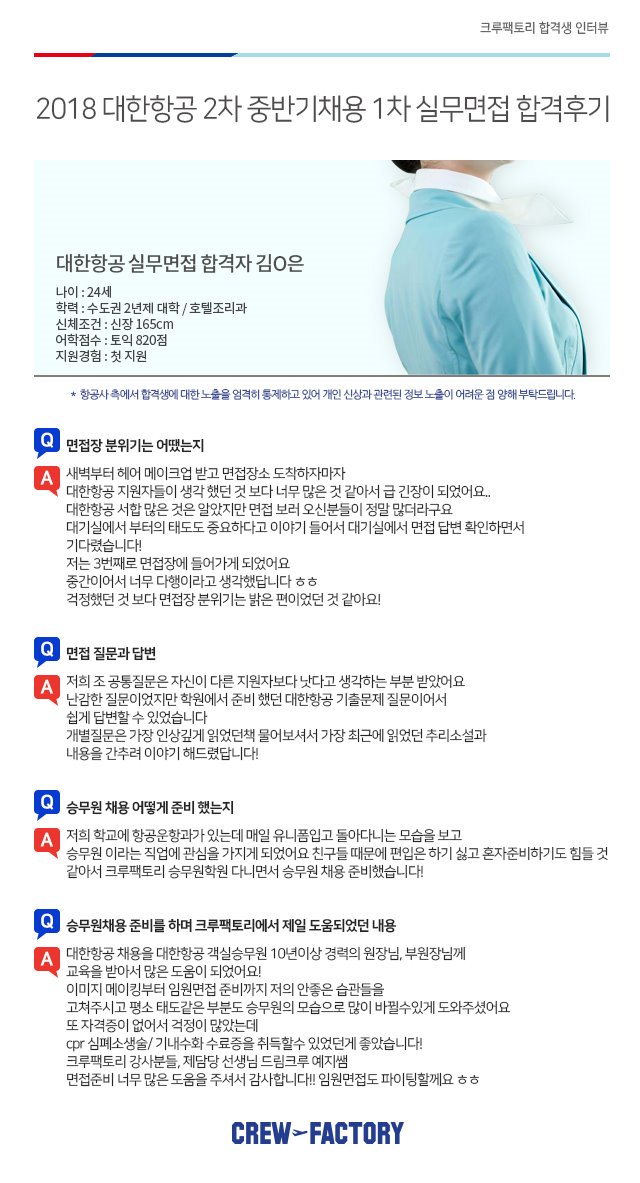 크루팩토리 합격생 인터뷰
2018 대한항공 2차 중반기채용 1차 실무면접 합격후기
대한항공 실무면접 합격자 김O은
나이 : 24세
학력 : 수도권 2년제 대학 / 호텔조리과
신체조건 : 신장 165cm
어학점수 : 토익 820점
지원경험 : 첫 지원
* 항공사 측에서 합격생에 대한 노출을 엄격히 통제하고 있어 개인 신상과 관련된 정보 노출이 어려운 점 양해 부탁드립니다.
Q 면접장 분위기는 어땠는지
A 새벽부터 헤어 메이크업 받고 면접장소 도착하자마자
대한항공 지원자들이 생각 했던 것 보다 너무 많은 것 같아서 급 긴장이 되었어요..
대한항공 서합 많은 것은 알았지만 면접 보러 오신분들이 정말 많더라구요
대기실에서 부터의 태도도 중요하다고 이야기 들어서 대기실에서 면접 답변 확인하면서
기다렸습니다!
저는 3번째로 면접장에 들어가게 되었어요
중간이어서 너무 다행이라고 생각했답니다 ㅎㅎ
걱정했던 것 보다 면접장 분위기는 밝은 편이었던 것 같아요!
Q 면접 질문과 답변
A 저희 조 공통질문은 자신이 다른 지원자보다 낫다고 생각하는 부분 받았어요
난감한 질문이었지만 학원에서 준비 했던 대한항공 기출문제 질문이어서
쉽게 답변할 수 있었습니다
개별질문은 가장 인상깊게 읽었던책 물어보셔서 가장 최근에 읽었던 추리소설과
내용을 간추려 이야기 해드렸답니다!
Q 승무원 채용 어떻게 준비 했는지
A 저희 학교에 항공운항과가 있는데 매일 유니폼입고 돌아다니는 모습을 보고
승무원 이라는 직업에 관심을 가지게 되었어요 친구들 때문에 편입은 하기 싫고 혼자준비하기도 힘들 것
같아서 크루팩토리 승무원학원 다니면서 승무원 채용 준비했습니다!
Q 승무원채용 준비를 하며 크루팩토리에서 제일 도움되었던 내용
A 대한항공 채용을 대한항공 객실승무원 10년이상 경력의 원장님, 부원장님께
교육을 받아서 많은 도움이 되었어요!
이미지 메이킹부터 임원면접 준비까지 저의 안좋은 습관들을
고쳐주시고 평소 태도같은 부분도 승무원의 모습으로 많이 바뀔수있게 도와주셨어요
또 자격증이 없어서 걱정이 많았는데
cpr 심폐소생술/ 기내수화 수료증을 취득할수 있었던게 좋았습니다!
크루팩토리 강사분들, 제담당 선생님 드림크루 예지쌤
면접준비 너무 많은 도움을 주셔서 감사합니다!! 임원면접도 파이팅할께요 ㅎㅎ
CREW FACTORY